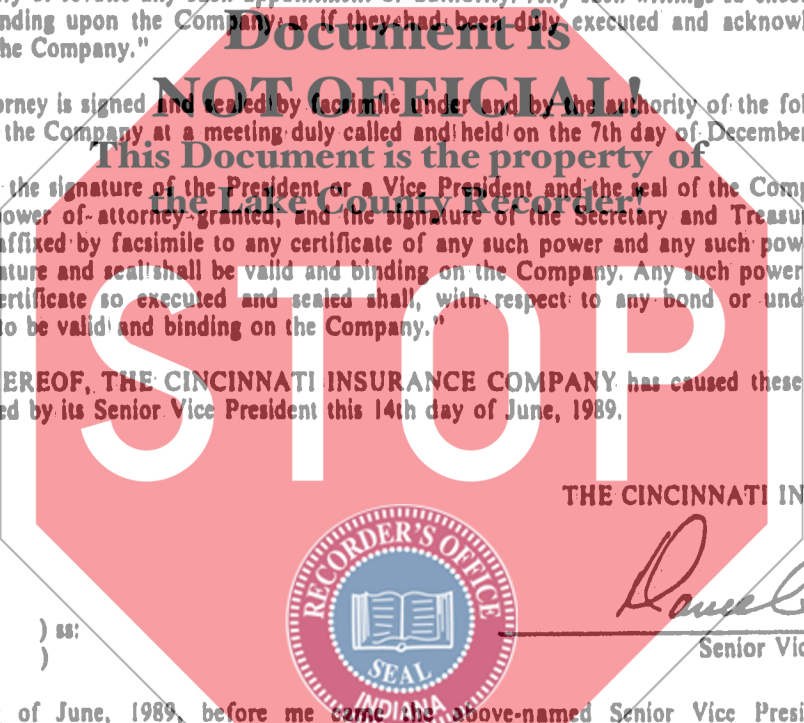 nding upon the Company as if they had been duly executed and acknowl
the Company."
Document is
NOT OFFICIAL!
This Document is the property of
the Lake County Recorder!
orney is signed and sealed by facsimile under and by the authority of the fol
the Company at a meeting duly called and held on the 7th day of December
the signature of the President or a Vice President and the seal of the Comp
power of attorney granted, and the signature of the Secretary and Treasu
affixed by facsimile to any certificate of any such power and any such pow
ature and seal shall be valid and binding on the Company. Any such power
ertificate so executed and sealed shall, with respect to any bond or und
to be valid and binding on the Company."
STOP
EREOF, THE CINCINNATI INSURANCE COMPANY has caused these
ed by its Senior Vice President this 14th day of June, 1989.
THE CINCINNATI IN
RECORDER'S OFFICE
SEAL
INDIANA
) ss:
)
Senior Vic
of June, 1989, before me came the above-named Senior Vice Presi